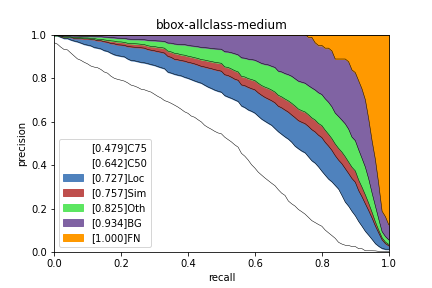 bbox-allclass-medium
precision
1.0
0.8
0.6
0.4
0.2
0.0
[0.479]C75
[0.642]C50
[0.727]Loc
[0.757]Sim
[0.825]Oth
[0.934]BG
[1.000]FN
0.0 0.2 0.4 0.6 0.8 1.0
recall